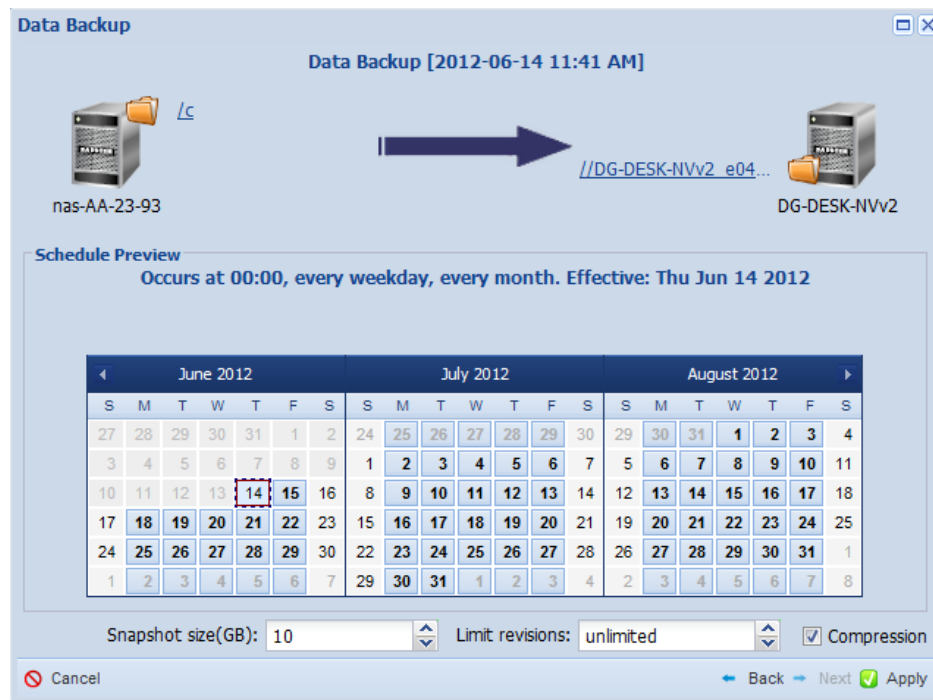 Data Backup
Data Backup [2012-06-14 11:41 AM]
/c
//DG-DESK-NVv2_e04...
nas-AA-23-93
DG-DESK-NVv2
Schedule Preview
Occurs at 00:00, every weekday, every month. Effective: Thu Jun 14 2012
June 2012 July 2012 August 2012
S M T W T F S S M T W T F S S M T W T F S
27 28 29 30 31 1 2 24 25 26 27 28 29 30 29 30 31 1 2 3 4
3 4 5 6 7 8 9 1 2 3 4 5 6 7 5 6 7 8 9 10 11
10 11 12 13 14 15 16 8 9 10 11 12 13 14 12 13 14 15 16 17 18
17 18 19 20 21 22 23 15 16 17 18 19 20 21 19 20 21 22 23 24 25
24 25 26 27 28 29 30 22 23 24 25 26 27 28 26 27 28 29 30 31 1
1 2 3 4 5 6 7 29 30 31 1 2 3 4 2 3 4 5 6 7 8
Snapshot size(GB): 10 Limit revisions: unlimited Compression
Cancel Back Next Apply